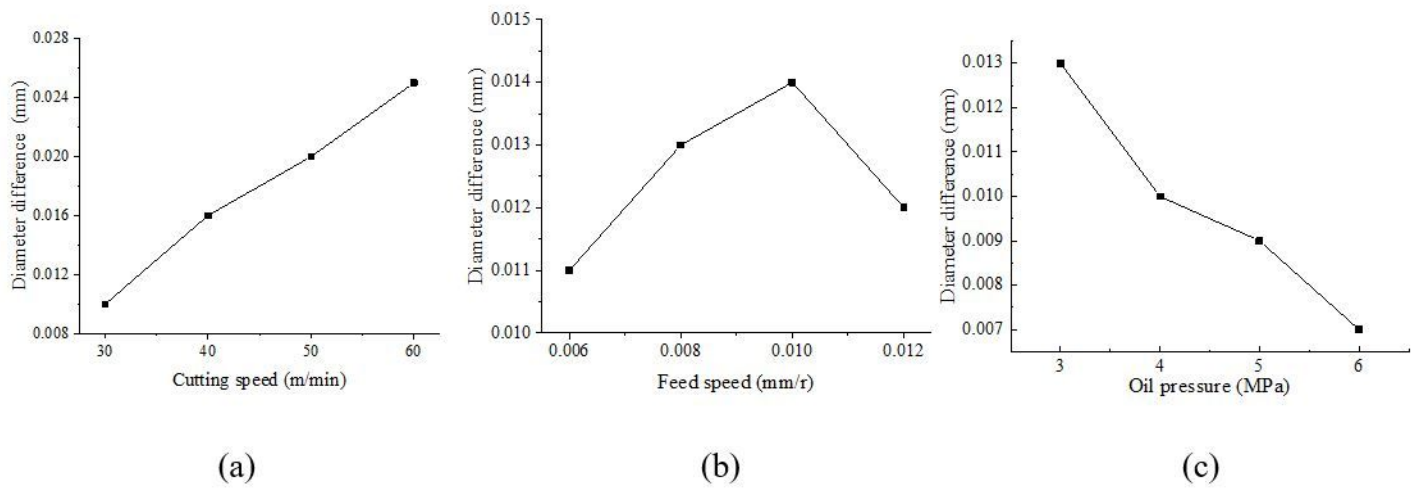 0.028
0.024
0.020
0.016
0.012
0.008
Diameter difference (mm)
30 40 50 60
Cutting speed (m/min)
(a)
0.015
0.014
0.013
0.012
0.011
0.010
Diameter difference (mm)
0.006 0.008 0.010 0.012
Feed speed (mm/r)
(b)
0.013
0.012
0.011
0.010
0.009
0.008
0.007
Diameter difference (mm)
3 4 5 6
Oil pressure (MPa)
(c)